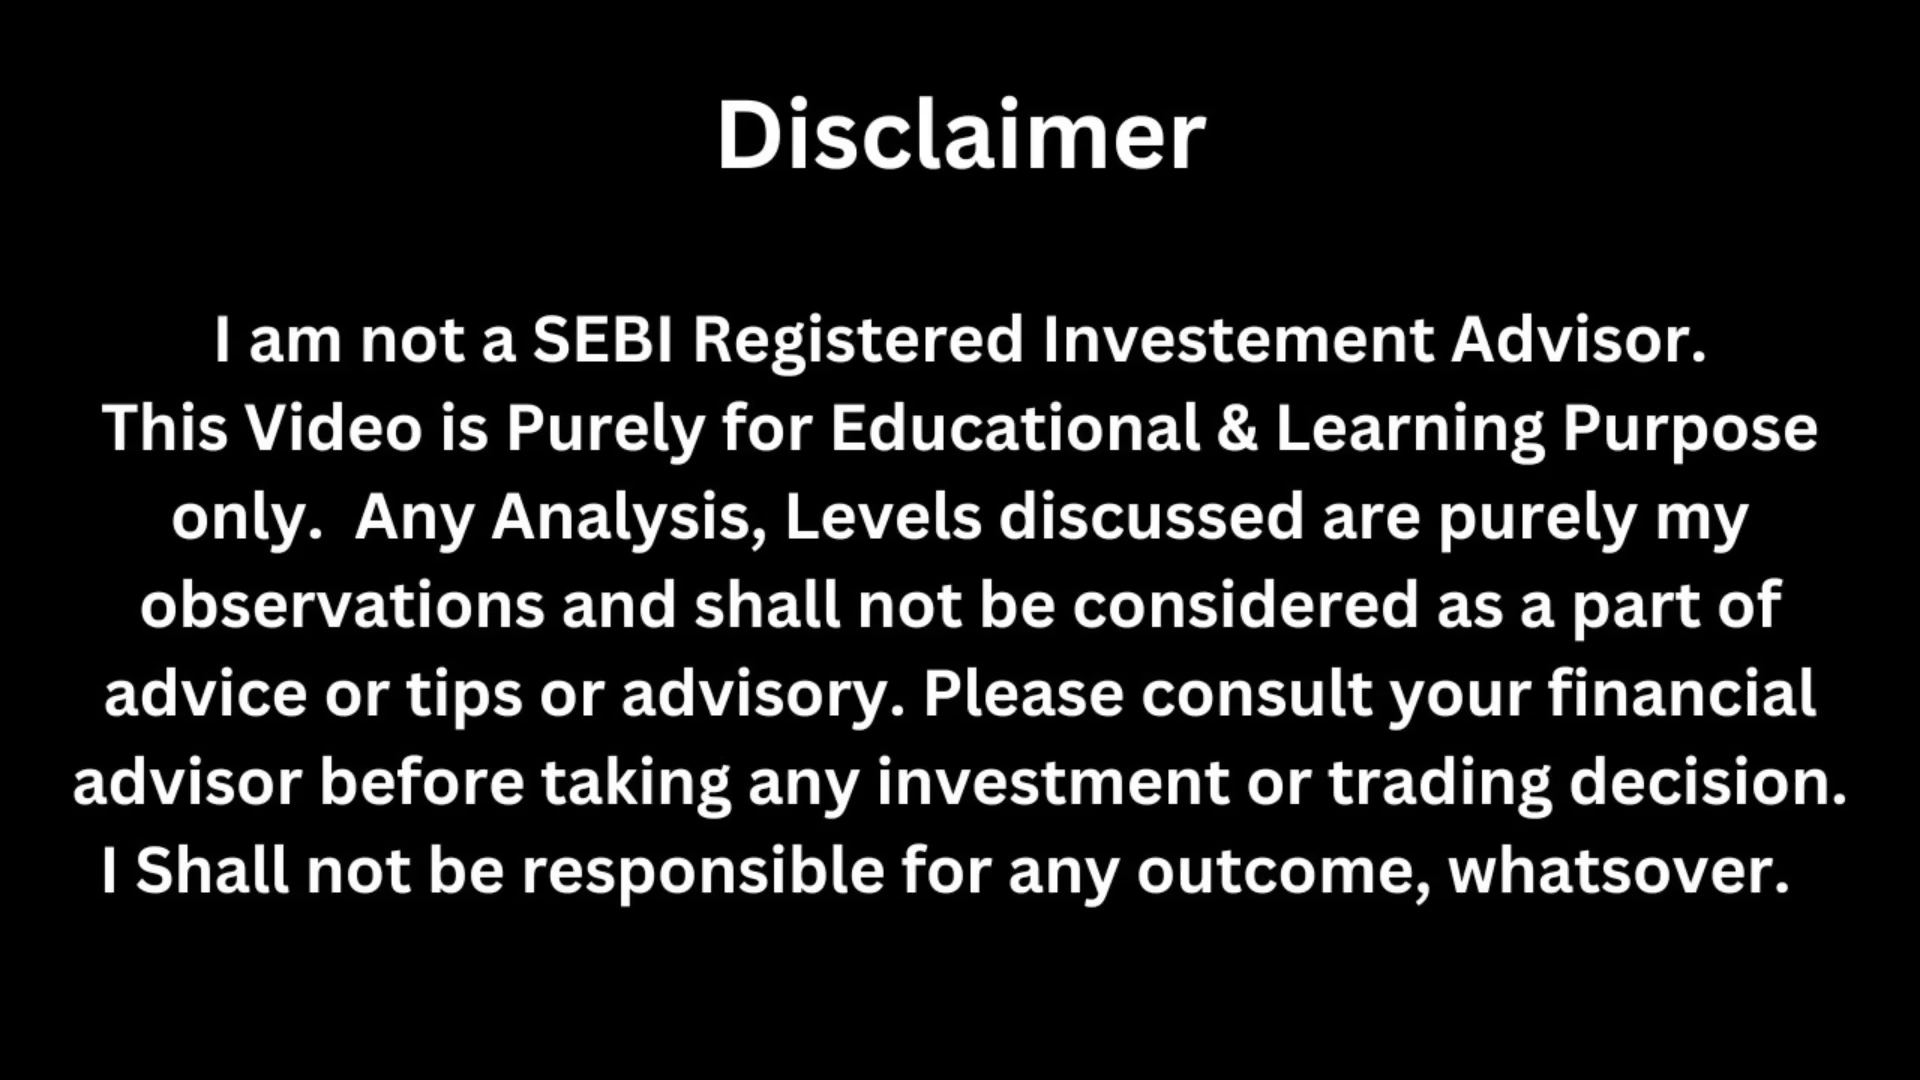 Disclaimer
I am not a SEBI Registered Investement Advisor.
This Video is Purely for Educational & Learning Purpose
only.  Any Analysis, Levels discussed are purely my
observations and shall not be considered as a part of
advice or tips or advisory. Please consult your financial
advisor before taking any investment or trading decision.
I Shall not be responsible for any outcome, whatsover.